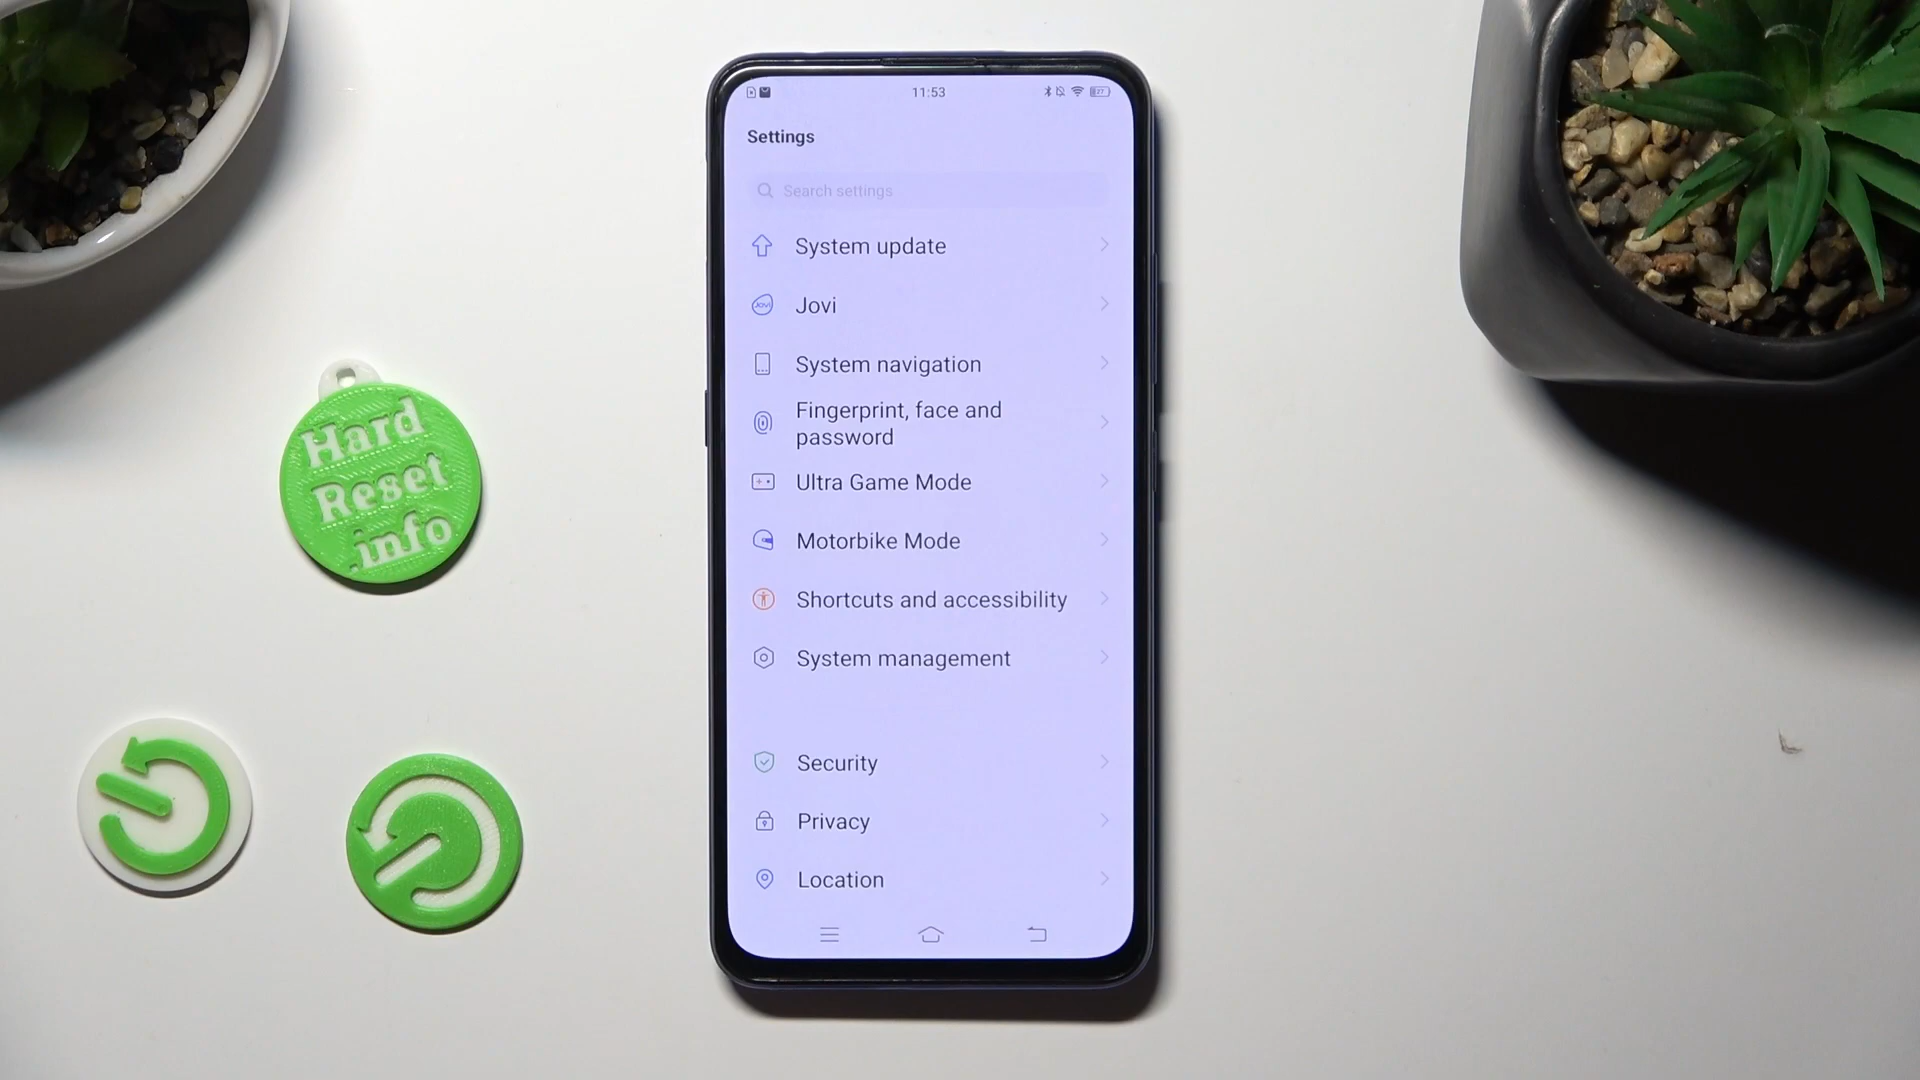 11:53
27
Settings
Search settings
System update
Jovi
System navigation
Fingerprint, face and
password
Ultra Game Mode
Motorbike Mode
Shortcuts and accessibility
System management
Security
Privacy
Location
Hard
Reset
.info